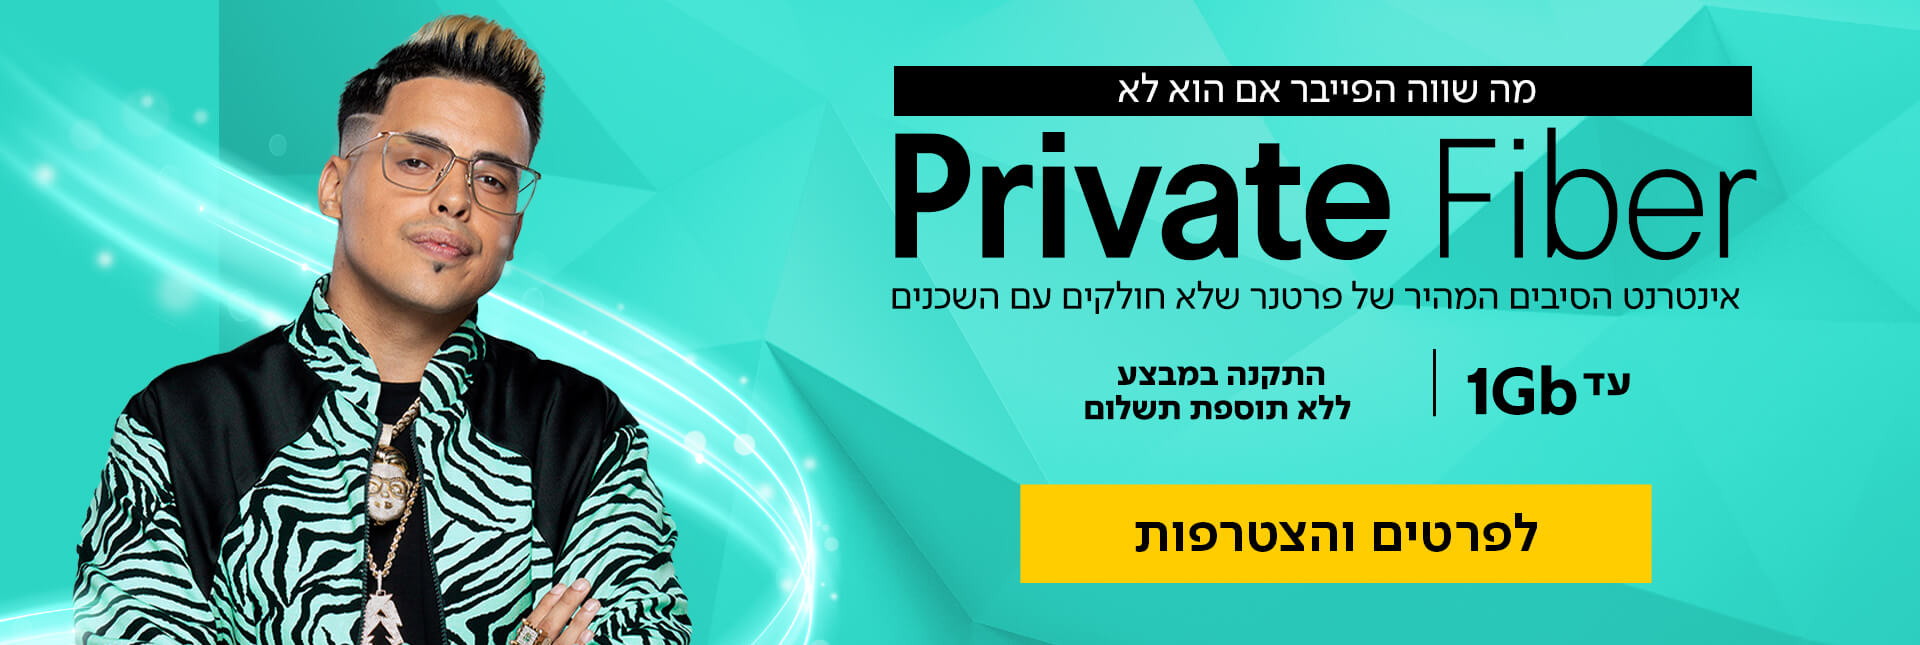 מה שווה הפייבר אם הוא לא
Private Fiber
אינטרנט הסיבים המהיר של פרטנר שלא חולקים עם השכנים
עד 1Gb
התקנה במבצע
ללא תוספת תשלום
לפרטים והצטרפות